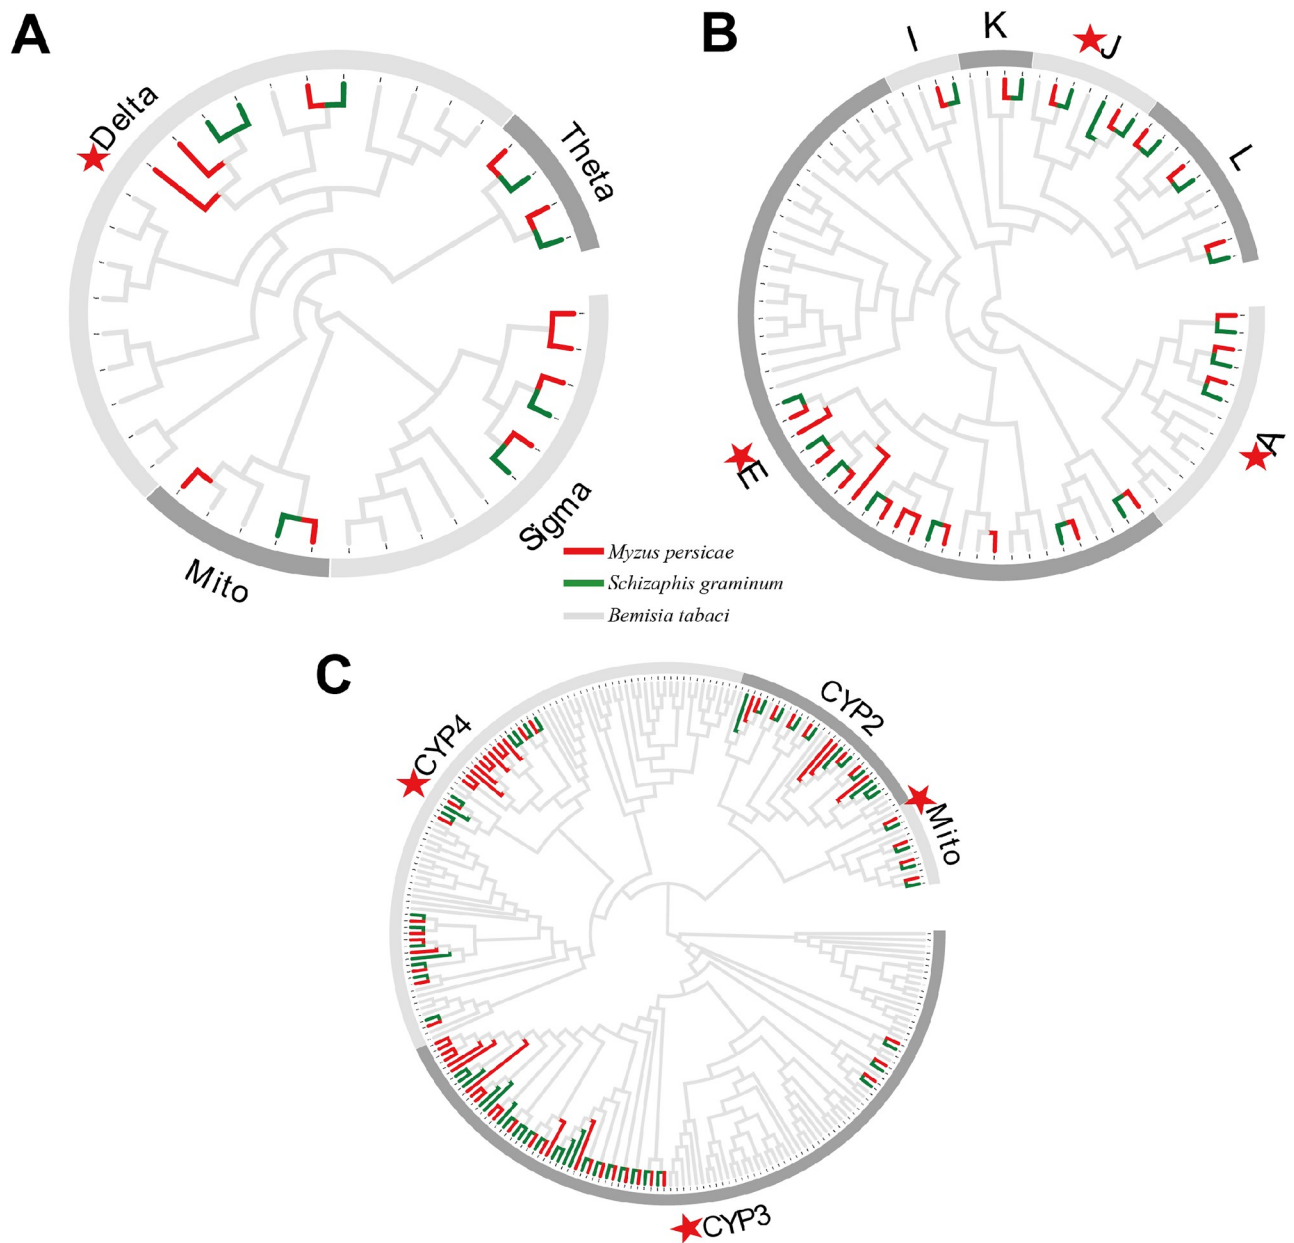 A
Delta
Theta
Sigma
Mito
B
I
K
J
L
A
E
Myzus persicae
Schizaphis graminum
Bemisia tabaci
C
CYP4
CYP2
Mito
CYP3